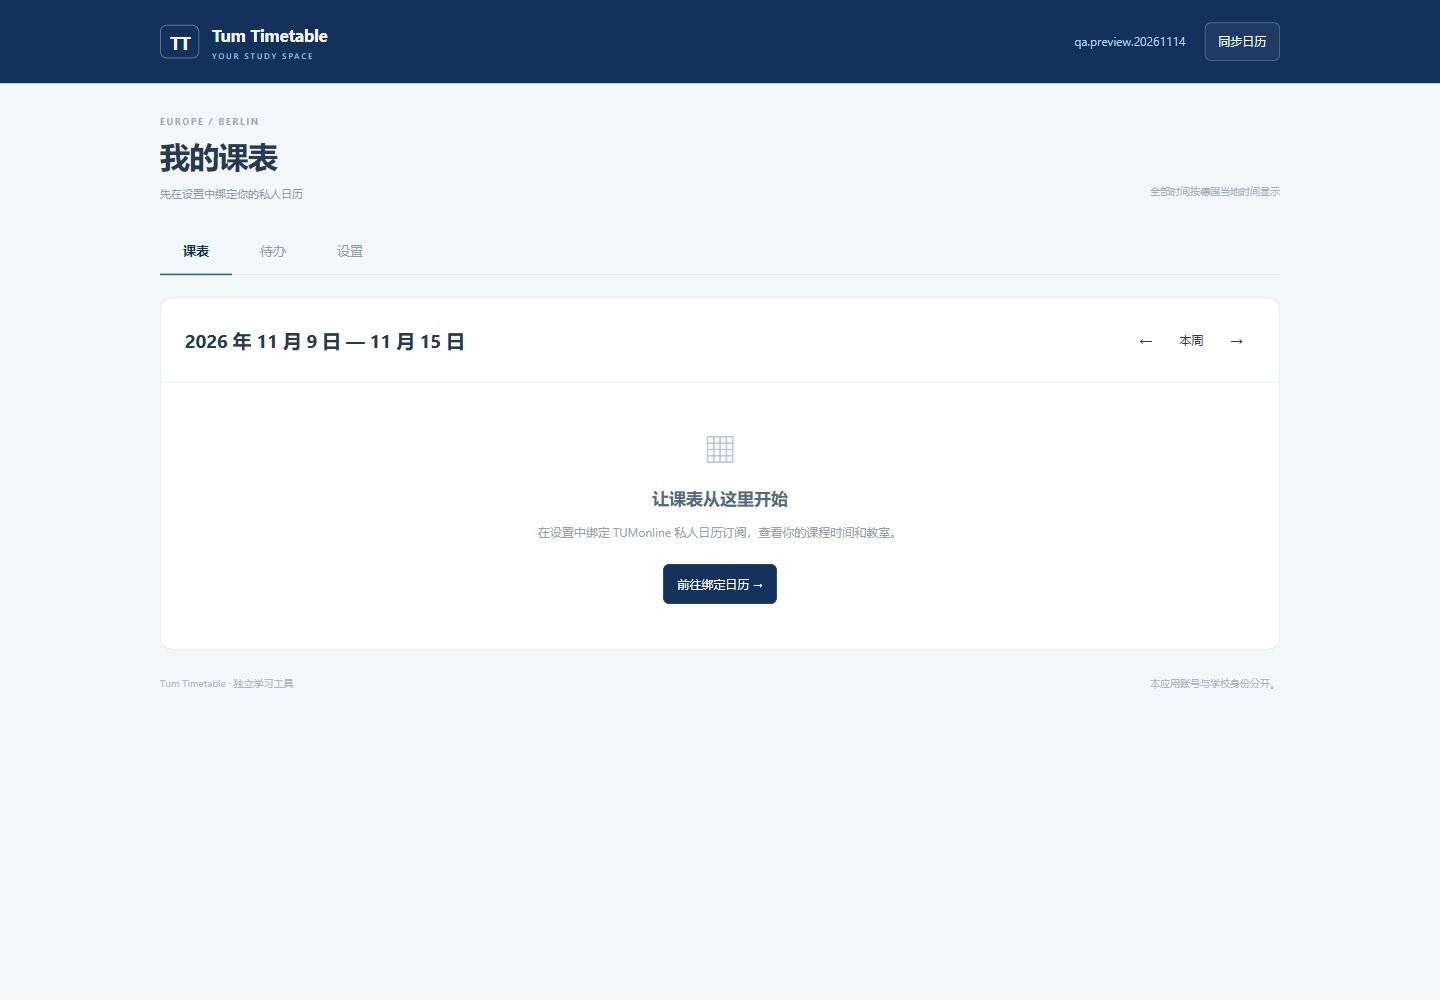 TT
Tum Timetable
YOUR STUDY SPACE
qa.preview.20261114
同步日历
EUROPE / BERLIN
我的课表
先在设置中绑定你的私人日历
全部时间按德国当地时间显示
课表
待办
设置
2026 年 11 月 9 日 — 11 月 15 日
← 本周 →
让课表从这里开始
在设置中绑定 TUMonline 私人日历订阅，查看你的课程时间和教室。
前往绑定日历 →
Tum Timetable · 独立学习工具
本应用账号与学校身份分开。